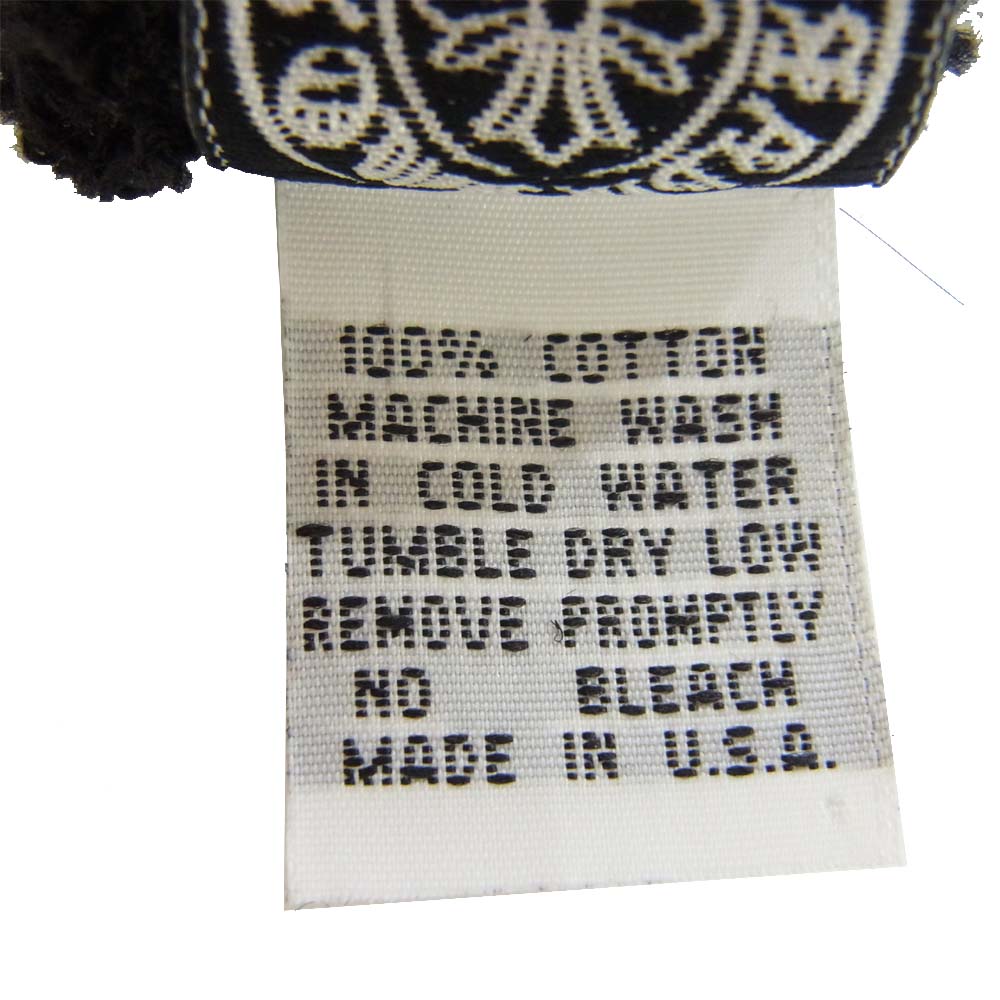 100% COTTON
MACHINE WASH
IN COLD WATER
TUMBLE DRY LOW
REMOVE PROMPTLY
NO BLEACH
MADE IN U.S.A.